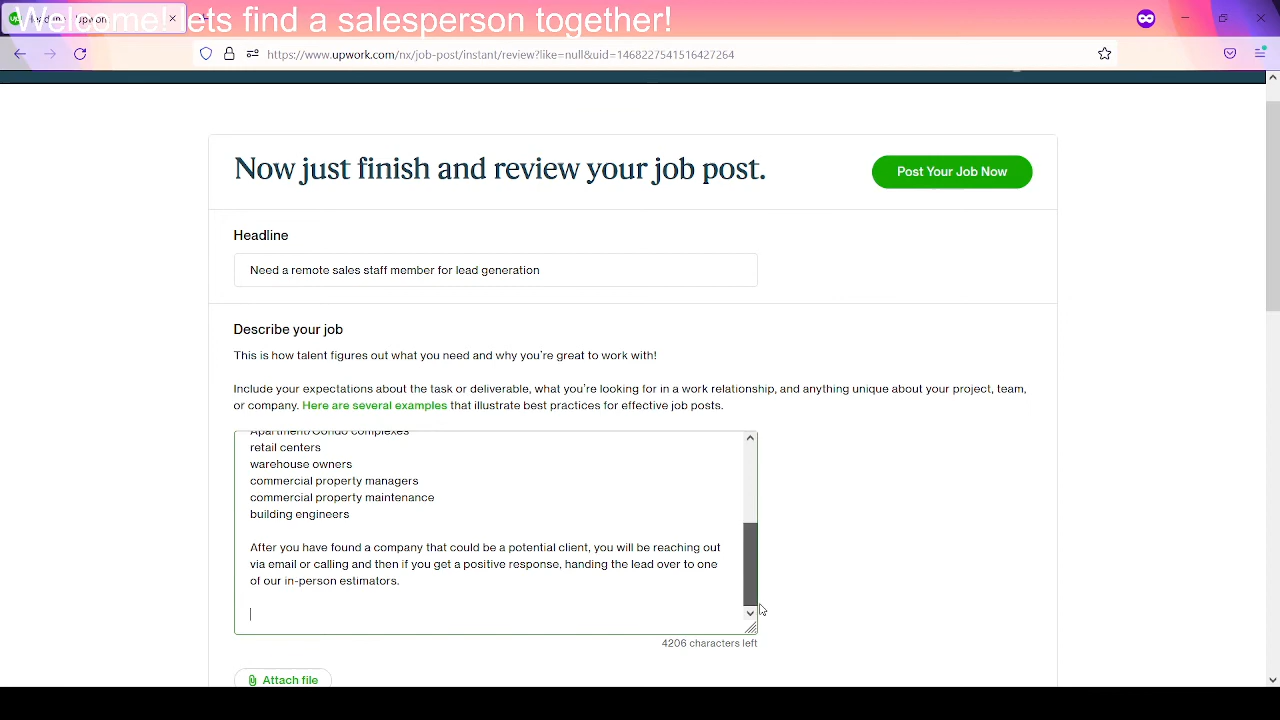 Welcome! lets find a salesperson together!
https://www.upwork.com/nx/job-post/instant/review?like=null&uid=1468227541516427264
Now just finish and review your job post.
Post Your Job Now
Headline
Need a remote sales staff member for lead generation
Describe your job
This is how talent figures out what you need and why you're great to work with!
Include your expectations about the task or deliverable, what you're looking for in a work relationship, and anything unique about your project, team,
or company. Here are several examples that illustrate best practices for effective job posts.
Apartment/Condo complexes
retail centers
warehouse owners
commercial property managers
commercial property maintenance
building engineers
After you have found a company that could be a potential client, you will be reaching out
via email or calling and then if you get a positive response, handing the lead over to one
of our in-person estimators.
4206 characters left
Attach file